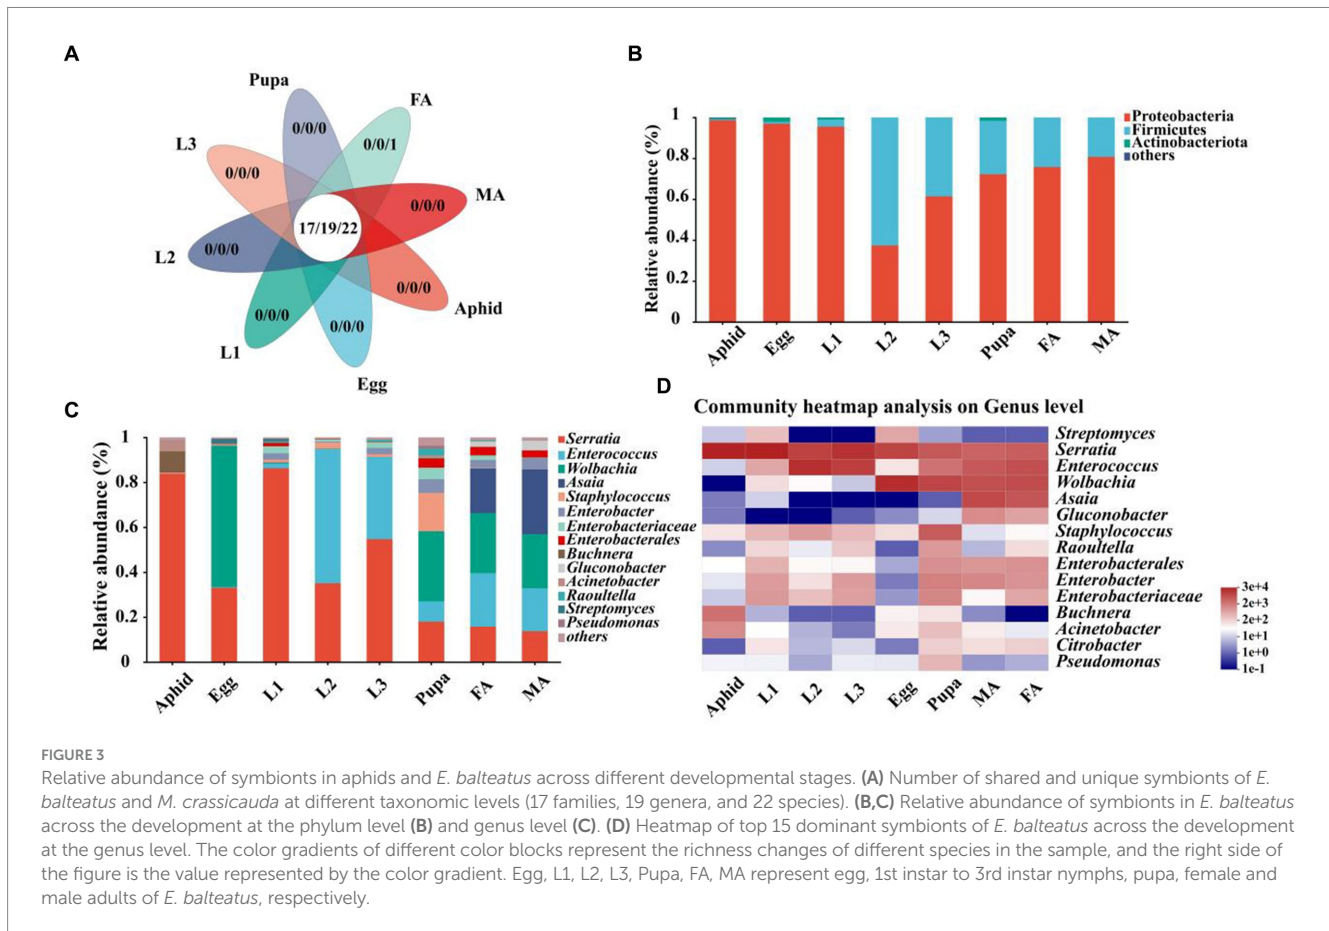 A
Pupa
FA
L3
0/0/0
0/0/1
0/0/0
MA
0/0/0
17/19/22
L2
0/0/0
0/0/0
Aphid
0/0/0
0/0/0
L1
Egg
B
Relative abundance (%)
1
0.8
0.6
0.4
0.2
0
Aphid
Egg
L1
L2
L3
Pupa
FA
MA
Proteobacteria
Firmicutes
Actinobacteriota
others
C
Relative abundance (%)
1
0.8
0.6
0.4
0.2
0
Aphid
Egg
L1
L2
L3
Pupa
FA
MA
Serratia
Enterococcus
Wolbachia
Asaia
Staphylococcus
Enterobacter
Enterobacteriaceae
Enterobacterales
Buchnera
Gluconobacter
Acinetobacter
Raoultella
Streptomyces
Pseudomonas
others
D
Community heatmap analysis on Genus level
Streptomyces
Serratia
Enterococcus
Wolbachia
Asaia
Gluconobacter
Staphylococcus
Raoultella
Enterobacterales
Enterobacter
Enterobacteriaceae
Buchnera
Acinetobacter
Citrobacter
Pseudomonas
Aphid
L1
L2
L3
Egg
Pupa
MA
FA
3e+4
2e+3
2e+2
1e+1
1e+0
1e-1
FIGURE 3
Relative abundance of symbionts in aphids and E. balteatus across different developmental stages. (A) Number of shared and unique symbionts of E.
balteatus and M. crassicauda at different taxonomic levels (17 families, 19 genera, and 22 species). (B,C) Relative abundance of symbionts in E. balteatus
across the development at the phylum level (B) and genus level (C). (D) Heatmap of top 15 dominant symbionts of E. balteatus across the development
at the genus level. The color gradients of different color blocks represent the richness changes of different species in the sample, and the right side of
the figure is the value represented by the color gradient. Egg, L1, L2, L3, Pupa, FA, MA represent egg, 1st instar to 3rd instar nymphs, pupa, female and
male adults of E. balteatus, respectively.